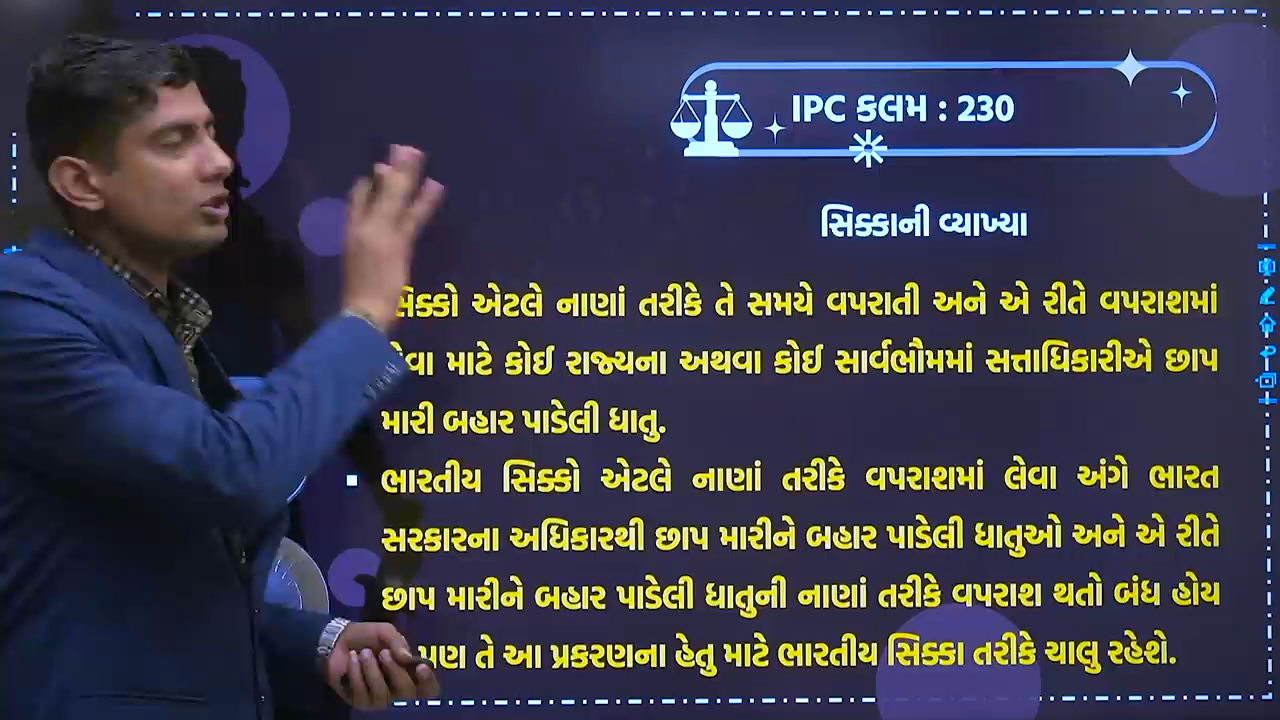 IPC કલમ : 230
સિક્કાની વ્યાખ્યા
એટલે નાણાં તરીકે તે સમયે વપરાતી અને એ રીતે વપરાશમાં
માટે કોઈ રાજ્યના અથવા કોઈ સાર્વભૌમમાં સત્તાધિકારીએ છાપ
મારી બહાર પાડેલી ધાતુ.
ભારતીય સિક્કો એટલે નાણાં તરીકે વપરાશમાં લેવા અંગે ભારત
સરકારના અધિકારથી છાપ મારીને બહાર પાડેલી ધાતુઓ અને એ રીતે
છાપ મારીને બહાર પાડેલી ધાતુની નાણાં તરીકે વપરાશ થતો બંધ હોય
પણ તે આ પ્રકરણના હેતુ માટે ભારતીય સિક્કા તરીકે ચાલુ રહેશે.